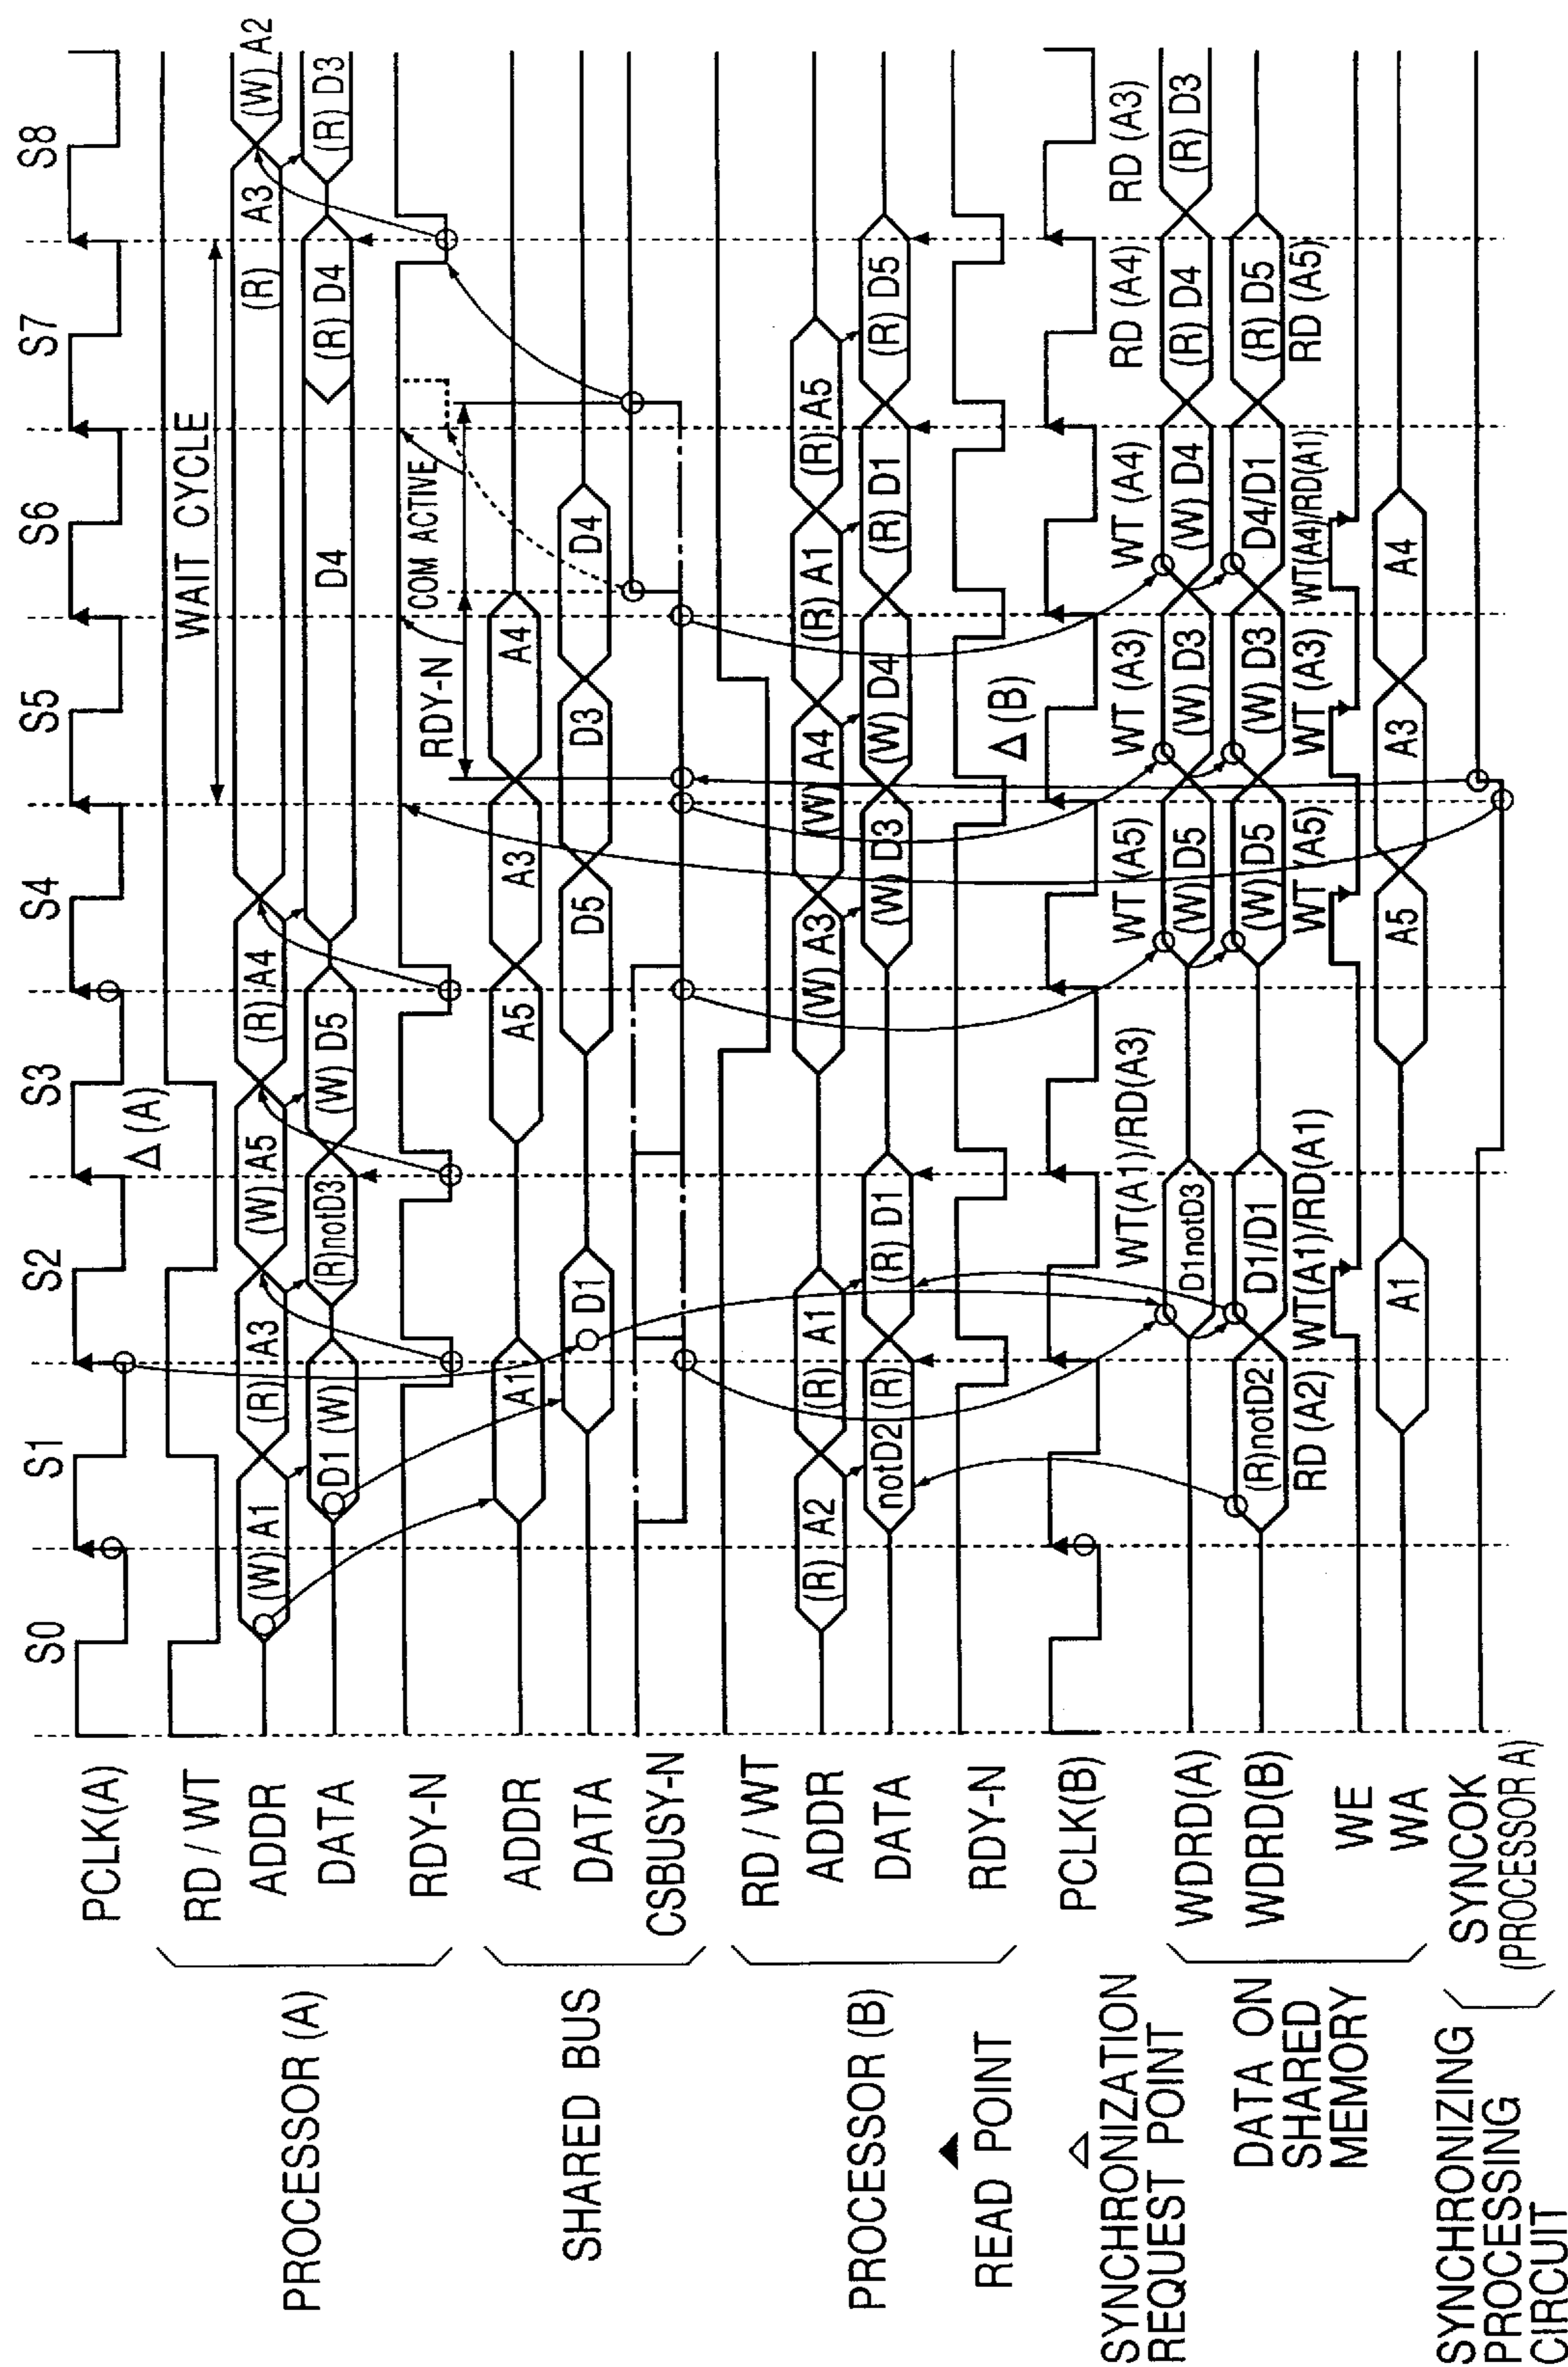 S0 S1 S2 S3 S4 S5 S6 S7 S8
PCLK(A)
Δ(A)
WAIT CYCLE
PROCESSOR (A)
RD / WT
ADDR
(W) A1 (R) A3 (W) A5 (R) A4 (R) A3 (W) A2
DATA
D1 (W) (R)notD3 (W) D5 D4 (R) D4 (R) D3
RDY-N
RDY-N COM ACTIVE
SHARED BUS
ADDR
A1 A5 A3 A4
DATA
D1 D5 D3 D4
CSBUSY-N
PROCESSOR (B)
RD / WT
ADDR
(R) A2 (R) A1 (W) A3 (W) A4 (R) A1 (R) A5
DATA
notD2 (R) (R) D1 (W) D3 (W) D4 (R) D1 (R) D5
RDY-N
Δ(B)
▲
READ POINT
PCLK(B)
△
SYNCHRONIZATION
REQUEST POINT
WT(A1)/RD(A3) WT (A5) WT (A3) WT (A4) RD (A4) RD (A3)
DATA ON
SHARED
MEMORY
WDRD(A)
D1notD3 (W) D5 (W) D3 (W) D4 (R) D4 (R) D3
WDRD(B)
(R)notD2 D1/D1 (W) D5 (W) D3 D4/D1 (R) D5
RD (A2) WT(A1)/RD(A1) WT (A5) WT (A3) WT(A4)/RD(A1) RD (A5)
WE
WA
A1 A5 A3 A4
SYNCHRONIZING
PROCESSING
CIRCUIT
SYNCOK
(PROCESSOR A)